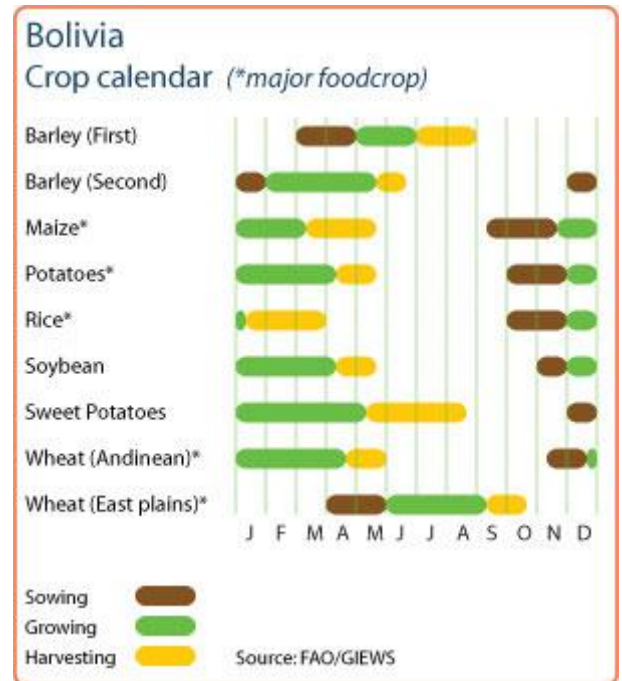 Bolivia
Crop calendar (*major foodcrop)
Barley (First)
Barley (Second)
Maize*
Potatoes*
Rice*
Soybean
Sweet Potatoes
Wheat (Andinean)*
Wheat (East plains)*
J F M A M J J A S O N D
Sowing
Growing
Harvesting Source: FAO/GIEWS